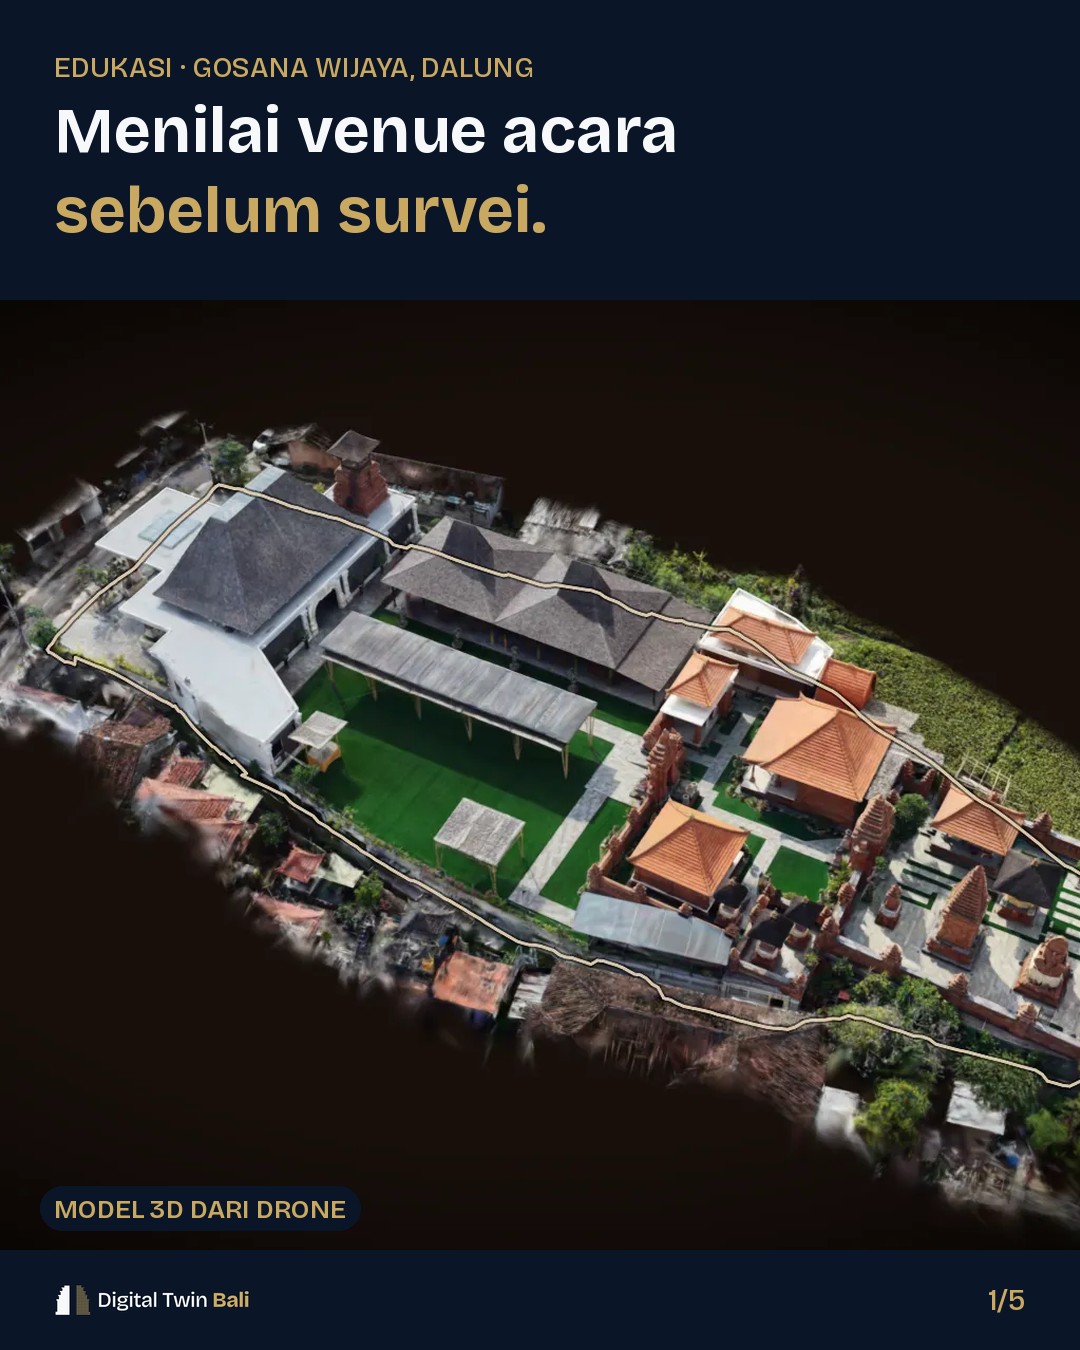 EDUKASI · GOSANA WIJAYA, DALUNG
Menilai venue acara
sebelum survei.
MODEL 3D DARI DRONE
Digital Twin Bali
1/5